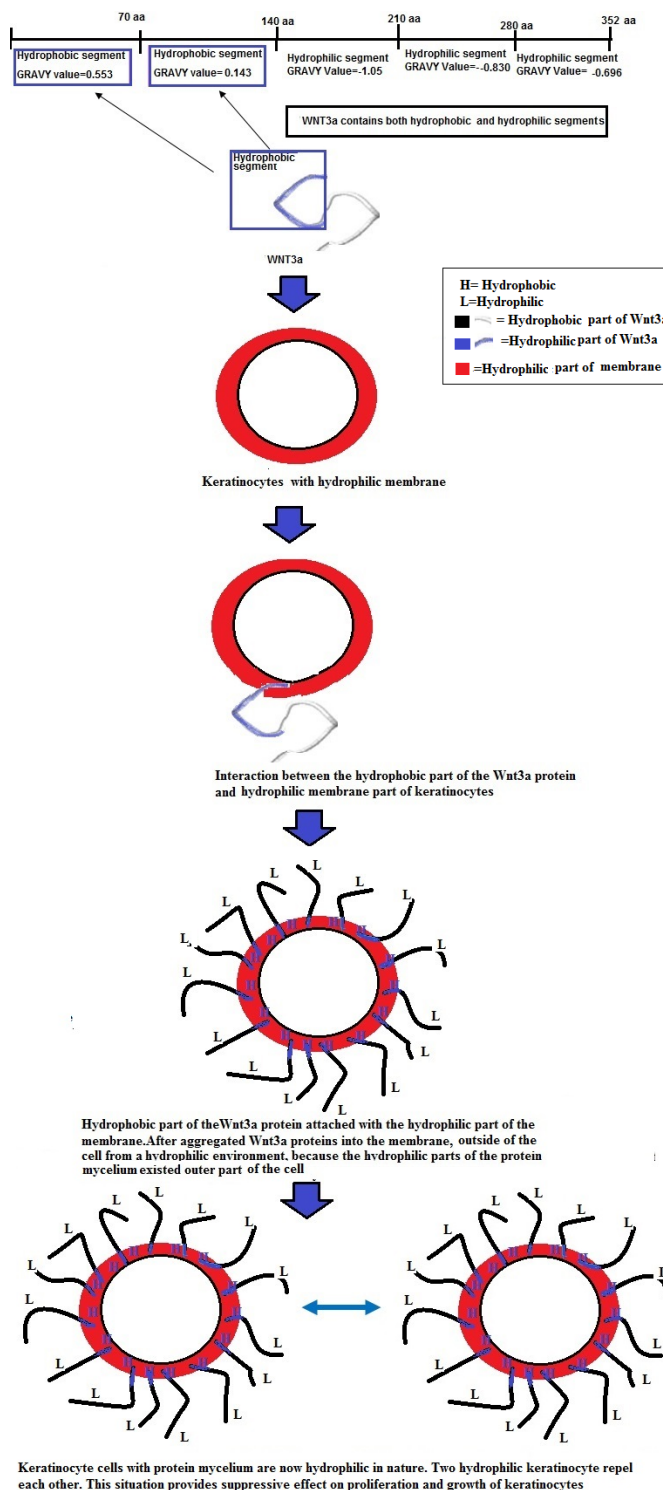 70 aa 140 aa 210 aa 280 aa 352 aa
Hydrophobic segment
GRAVY value=0.553
Hydrophobic segment
GRAVY value= 0.143
Hydrophilic segment
GRAVY Value=-1.05
Hydrophilic segment
GRAVY Value=--0.830
Hydrophilic segment
GRAVY Value= -0.696
WNT3a contains both hydrophobic and hydrophilic segments
Hydrophobic
segment
WNT3a
H= Hydrophobic
L=Hydrophilic
= Hydrophobic part of Wnt3a
=Hydrophilic part of Wnt3a
=Hydrophilic part of membrane
Keratinocytes with hydrophilic membrane
Interaction between the hydrophobic part of the Wnt3a protein
and hydrophilic membrane part of keratinocytes
L L L L L L L L L L L L L L L
H H H H H H H H H H H H
Hydrophobic part of theWnt3a protein attached with the hydrophilic part of the
membrane.After aggregated Wnt3a proteins into the membrane, outside of the
cell from a hydrophilic environment, because the hydrophilic parts of the protein
mycelium existed outer part of the cell
L L L L L L L L L L L L L L L
H H H H H H H H H H H H
L L L L L L L L L L L L L L L
H H H H H H H H H H H H
Keratinocyte cells with protein mycelium are now hydrophilic in nature. Two hydrophilic keratinocyte repel
each other. This situation provides suppressive effect on proliferation and growth of keratinocytes